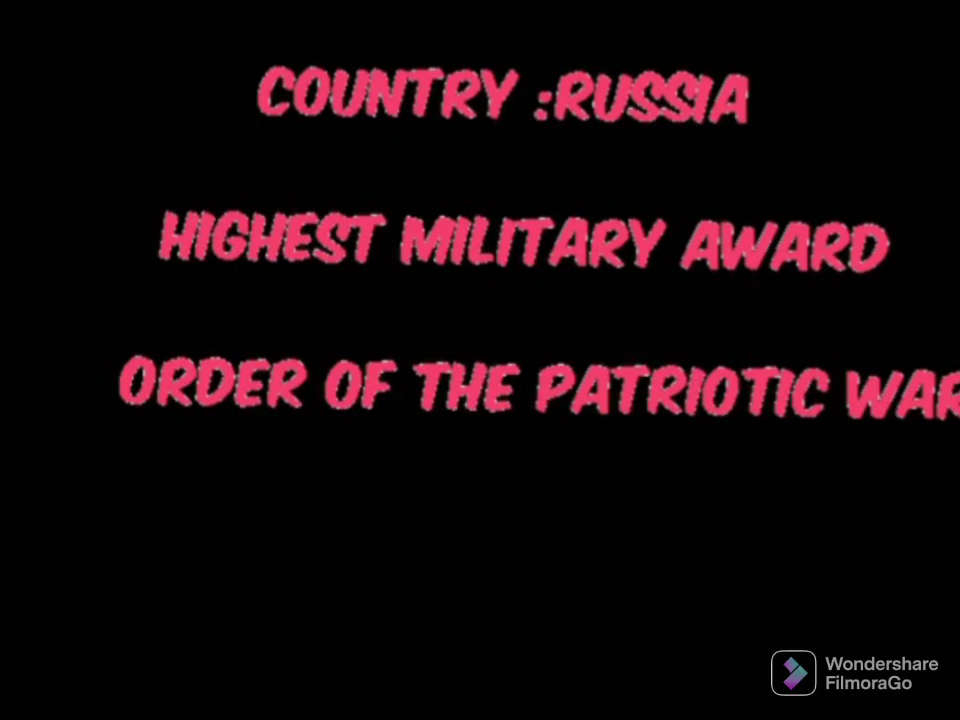 COUNTRY :RUSSIA
HIGHEST MILITARY AWARD
ORDER OF THE PATRIOTIC WAR
Wondershare
FilmoraGo